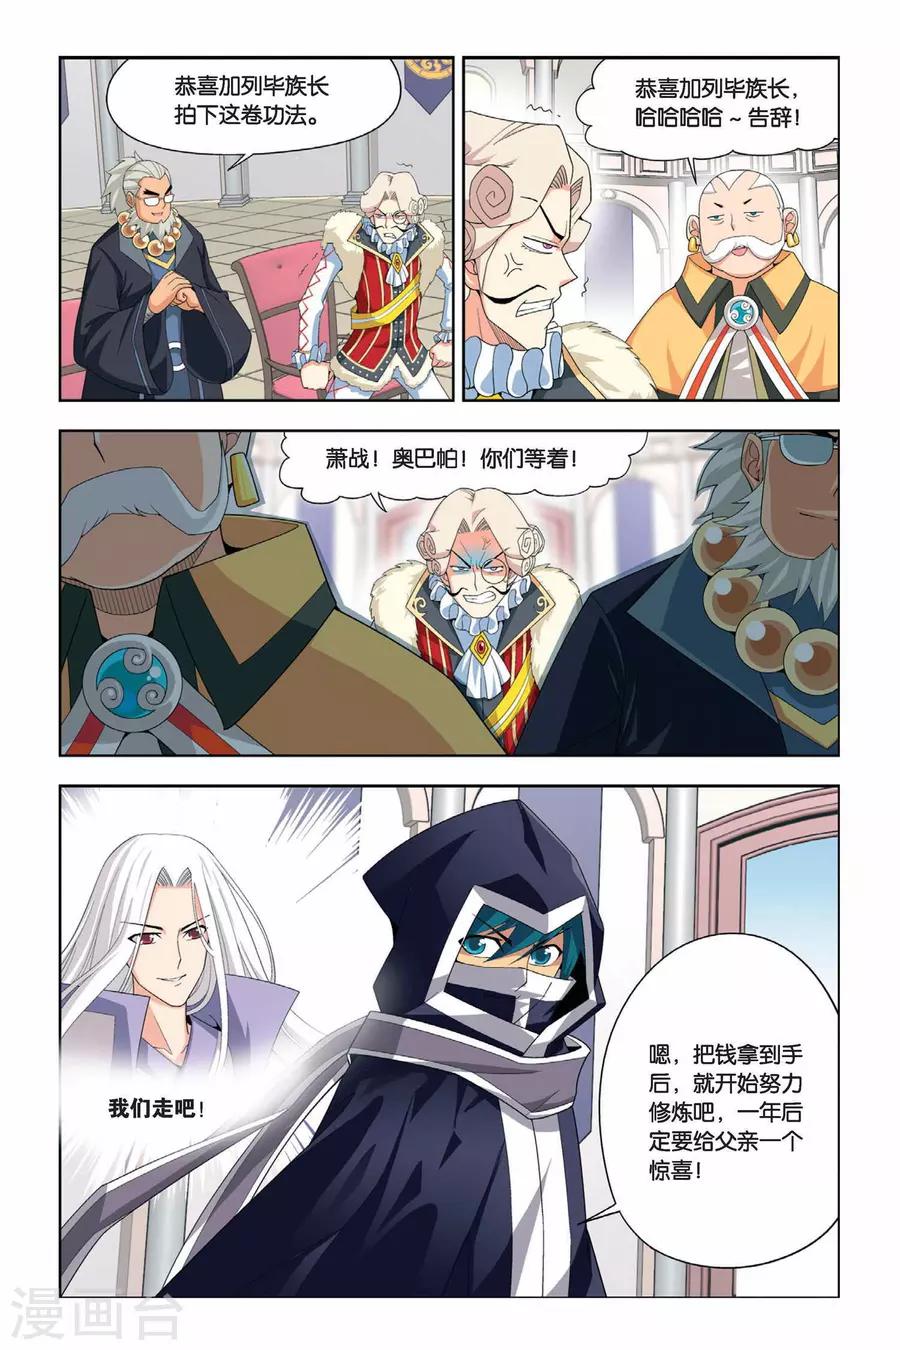 恭喜加列毕族长
拍下这卷功法。
恭喜加列毕族长，
哈哈哈哈～告辞！
萧战！奥巴帕！你们等着！
我们走吧！
嗯，把钱拿到手
后，就开始努力
修炼吧，一年后
定要给父亲一个
惊喜！
漫画台